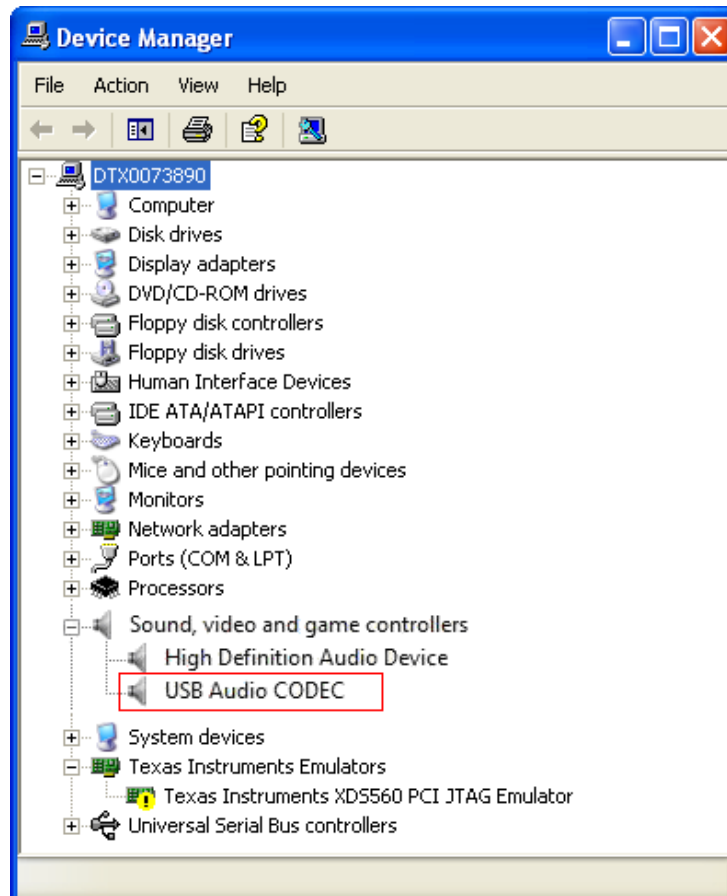 Device Manager
File Action View Help
DTX0073890
Computer
Disk drives
Display adapters
DVD/CD-ROM drives
Floppy disk controllers
Floppy disk drives
Human Interface Devices
IDE ATA/ATAPI controllers
Keyboards
Mice and other pointing devices
Monitors
Network adapters
Ports (COM & LPT)
Processors
Sound, video and game controllers
High Definition Audio Device
USB Audio CODEC
System devices
Texas Instruments Emulators
Texas Instruments XDS560 PCI JTAG Emulator
Universal Serial Bus controllers